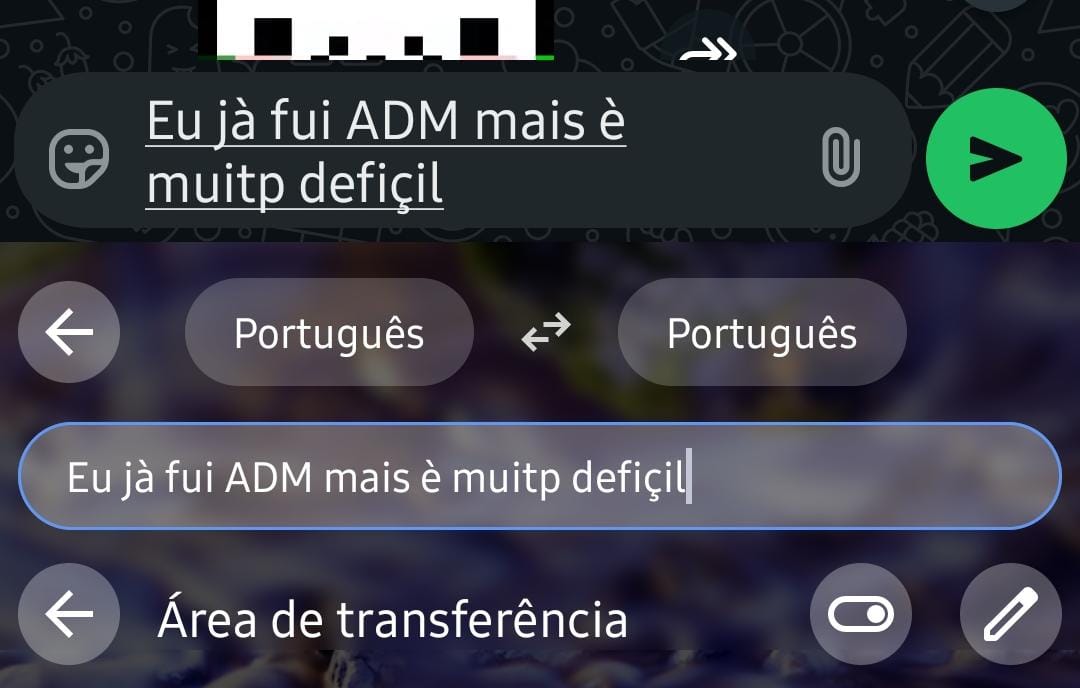 Eu jà fui ADM mais è
muitp defiçil
Português
Português
Eu jà fui ADM mais è muitp defiçil
Área de transferência